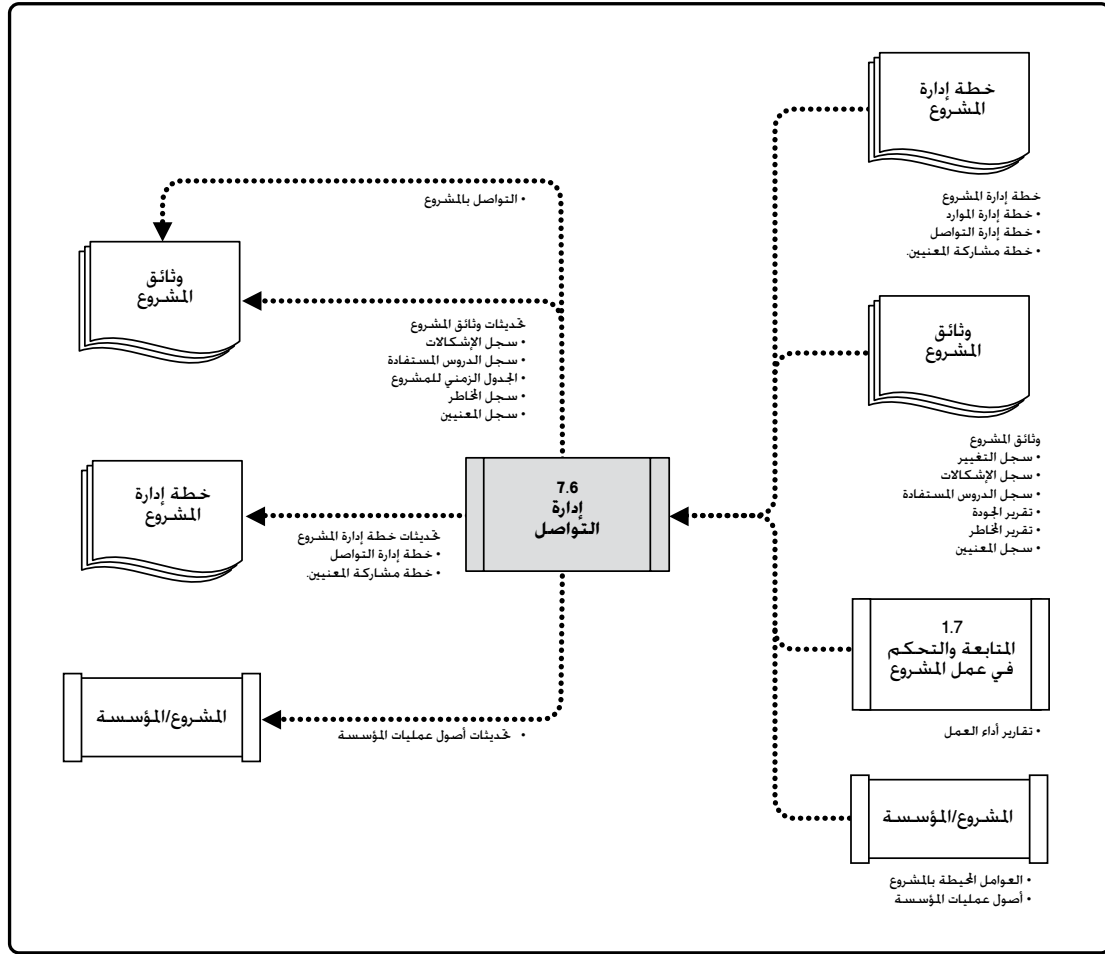 خطة إدارة
المشروع
خطة إدارة المشروع
• خطة إدارة الموارد
• خطة إدارة التواصل
• خطة مشاركة المعنيين.
وثائق
المشروع
وثائق المشروع
• سجل التغيير
• سجل الإشكالات
• سجل الدروس المستفادة
• تقرير الجودة
• تقرير المخاطر
• سجل المعنيين
1.7
المتابعة والتحكم
في عمل المشروع
• تقارير أداء العمل
المشروع/المؤسسة
• العوامل المحيطة بالمشروع
• أصول عمليات المؤسسة
7.6
إدارة
التواصل
• التواصل بالمشروع
وثائق
المشروع
تحديثات وثائق المشروع
• سجل الإشكالات
• سجل الدروس المستفادة
• الجدول الزمني للمشروع
• سجل المخاطر
• سجل المعنيين
خطة إدارة
المشروع
تحديثات خطة إدارة المشروع
• خطة إدارة التواصل
• خطة مشاركة المعنيين.
المشروع/المؤسسة
• تحديثات أصول عمليات المؤسسة